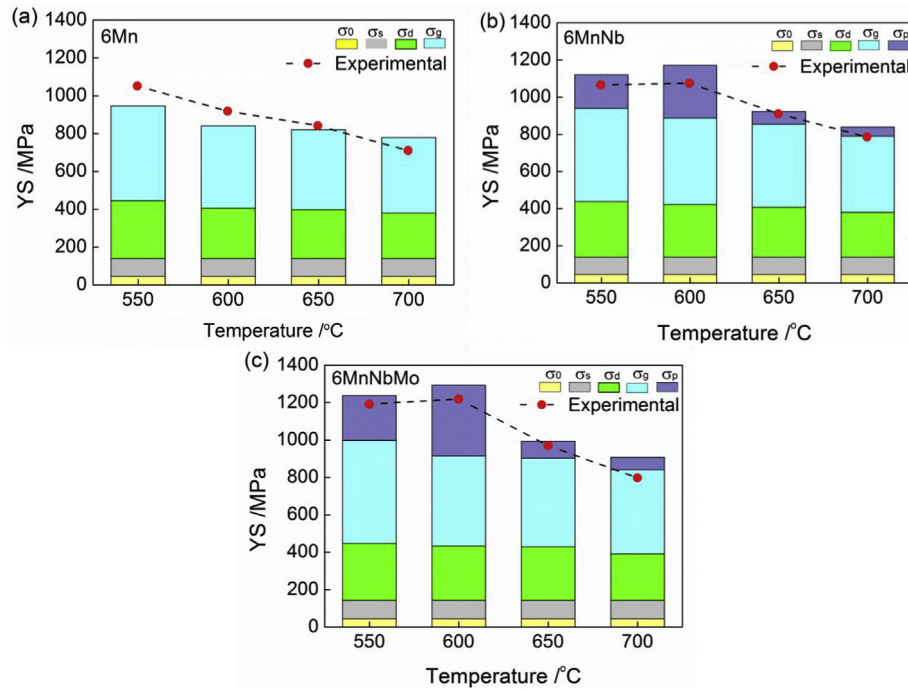 (a)
6Mn
σ0 σs σd σg
Experimental
YS /MPa
1400
1200
1000
800
600
400
200
0
550 600 650 700
Temperature /°C
(b)
6MnNb
σ0 σs σd σg σp
Experimental
YS /MPa
1400
1200
1000
800
600
400
200
0
550 600 650 700
Temperature /°C
(c)
6MnNbMo
σ0 σs σd σg σp
Experimental
YS /MPa
1400
1200
1000
800
600
400
200
0
550 600 650 700
Temperature /°C